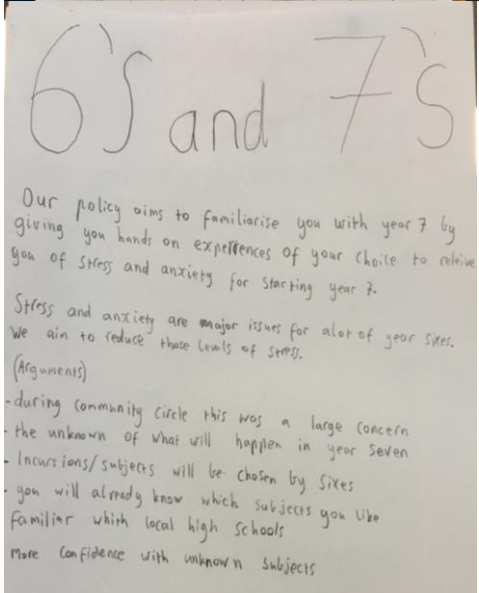 6's and 7's
Our policy aims to familiarise you with year 7 by
giving you hands on experiences of your choice to releive
you of stress and anxiety for starting year 7.
Stress and anxiety are major issues for alot of year sixes.
We aim to reduce those levels of stress.
(Arguments)
- during community circle this was a large concern
- the unknown of what will happen in year seven
- Incursions/subjects will be chosen by sixes
- you will already know which subjects you like
familiar whith local high schools
More confidence with unknown subjects